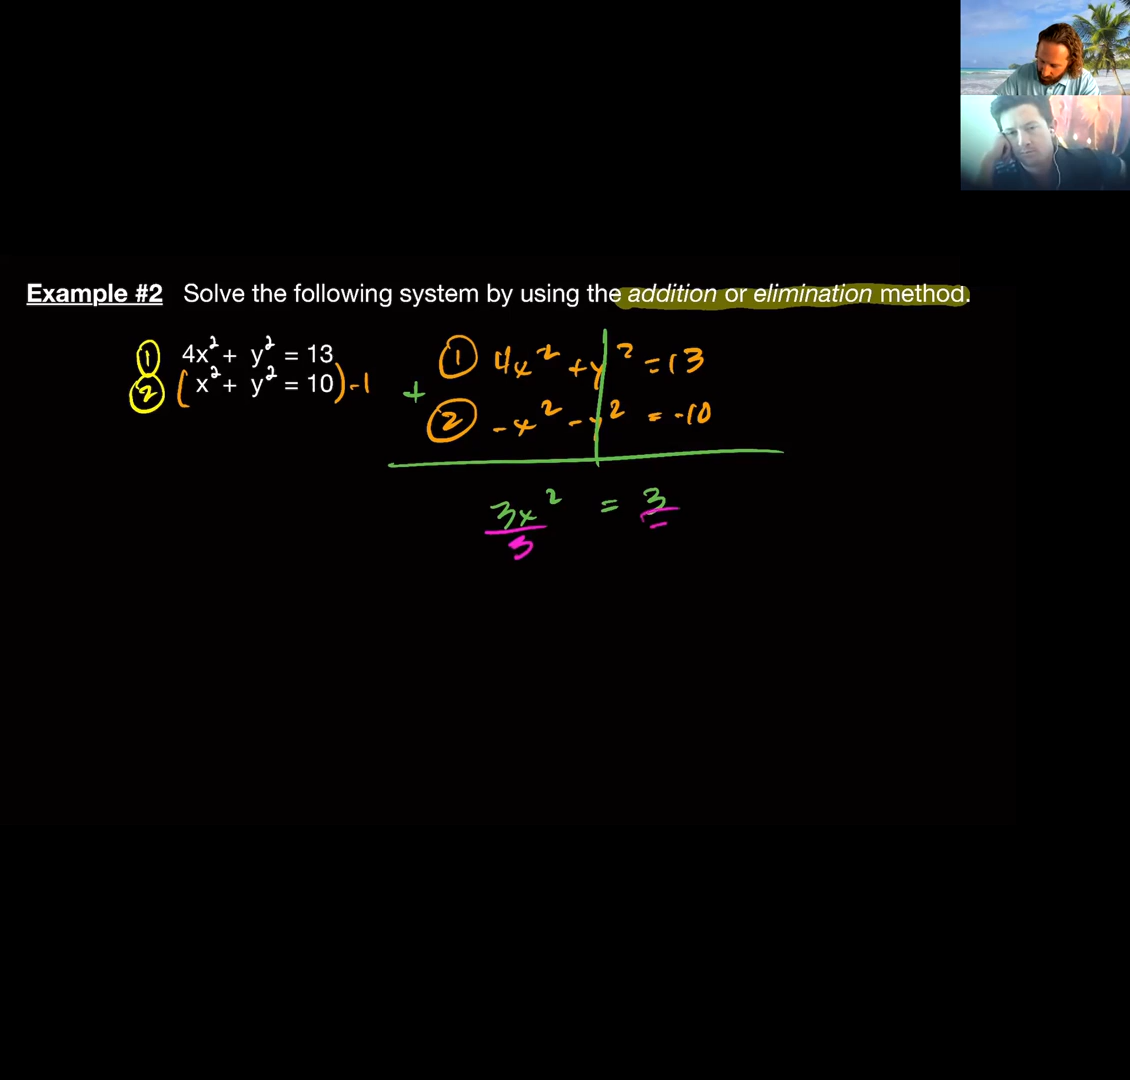 Example #2 Solve the following system by using the addition or elimination method.
① 4x² + y² = 13
② (x² + y² = 10) -1
① 4x² + y² = 13
+
② -x² - y² = -10
3x² = 3
3